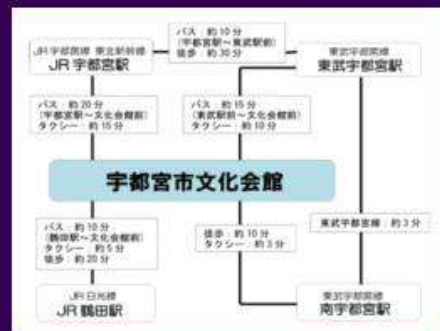 バス：約10分
(宇都宮駅～東武駅前)
徒歩：約30分
JR宇都宮線 東北新幹線
JR宇都宮駅
東武宇都宮線
東武宇都宮駅
バス：約20分
(宇都宮駅～文化会館前)
タクシー：約15分
バス：約15分
(東武駅前～文化会館前)
タクシー：約10分
宇都宮市文化会館
バス：約10分
(鶴田駅～文化会館前)
タクシー：約5分
徒歩：約20分
徒歩：約10分
タクシー：約3分
東武宇都宮線：約3分
JR日光線
JR鶴田駅
東武宇都宮線
南宇都宮駅